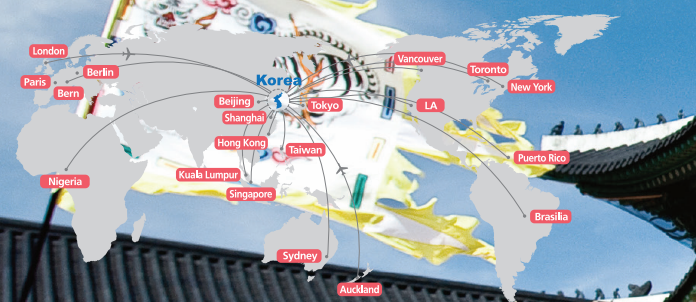 London
Paris
Berlin
Bern
Nigeria
Korea
Beijing
Shanghai
Hong Kong
Kuala Lumpur
Singapore
Taiwan
Tokyo
Sydney
Auckland
Vancouver
Toronto
New York
LA
Puerto Rico
Brasilia